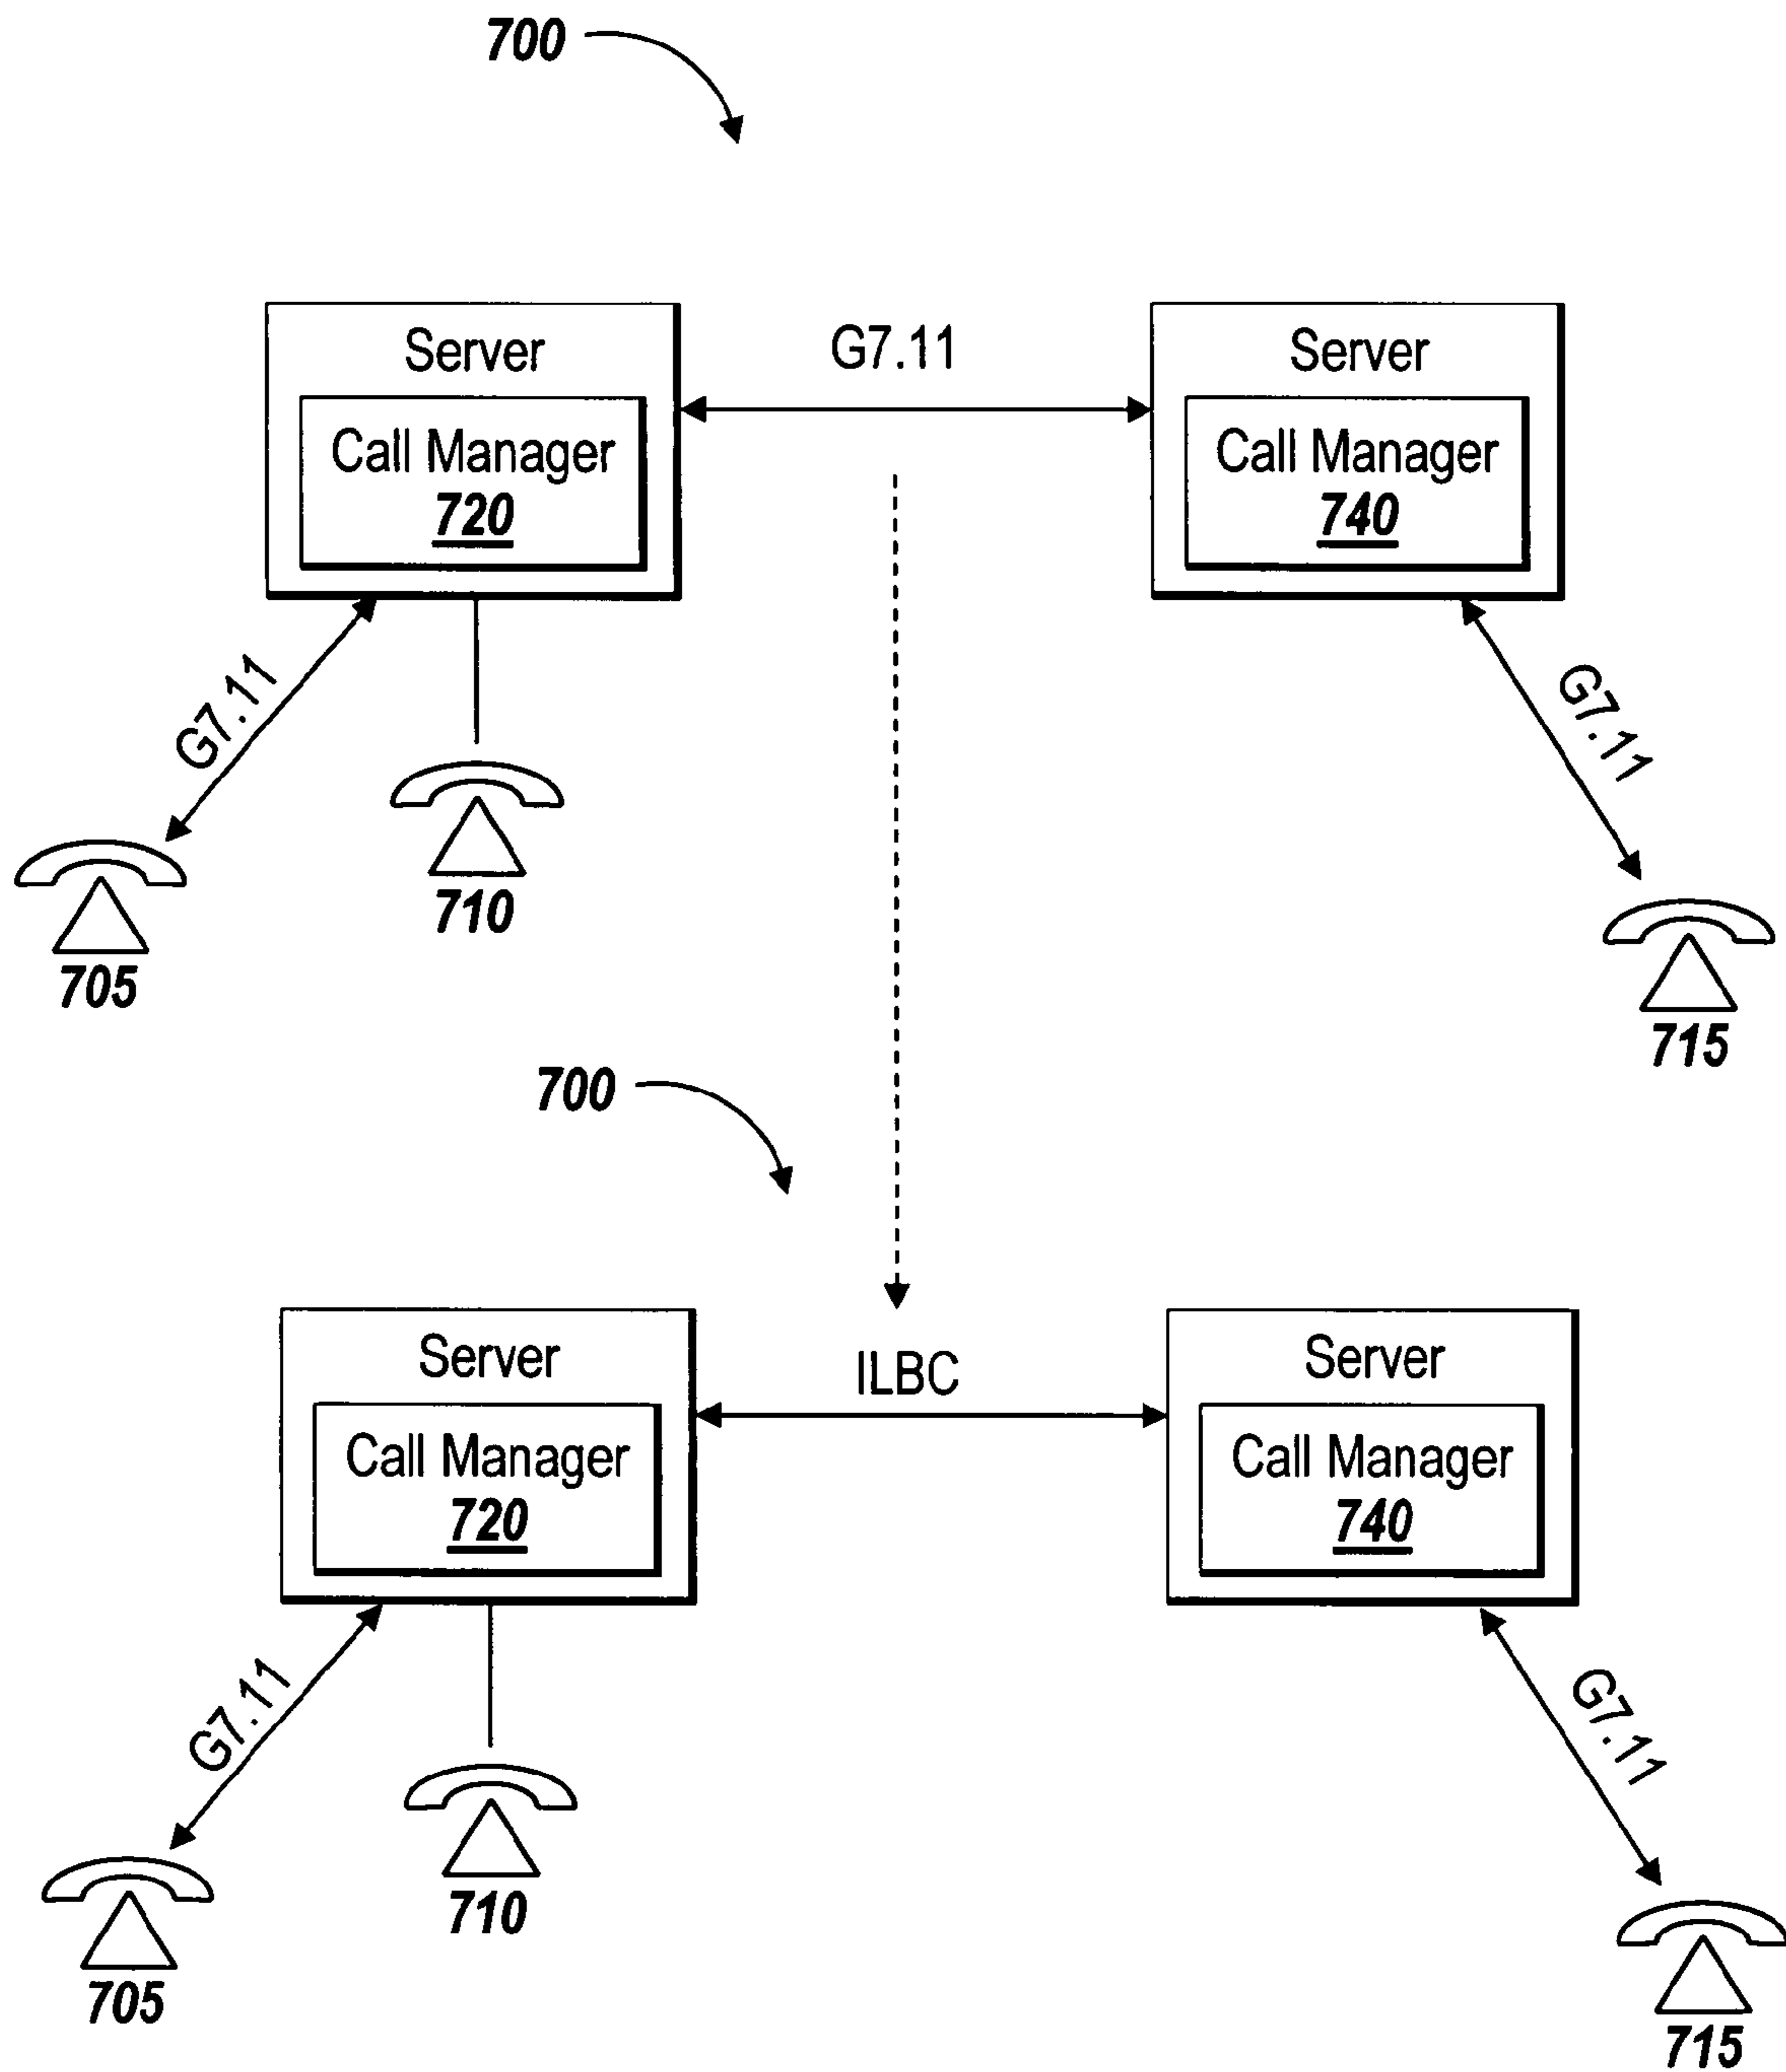 700
Server
G7.11
Server
Call Manager
720
Call Manager
740
G7.11
G7.11
710
705
715
700
Server
ILBC
Server
Call Manager
720
Call Manager
740
G7.11
G7.11
710
705
715